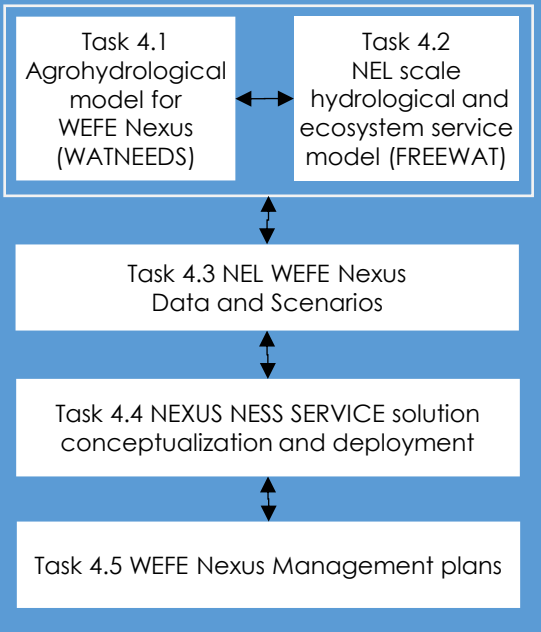 Task 4.1
Agrohydrological
model for
WEFE Nexus
(WATNEEDS)
Task 4.2
NEL scale
hydrological and
ecosystem service
model (FREEWAT)
Task 4.3 NEL WEFE Nexus
Data and Scenarios
Task 4.4 NEXUS NESS SERVICE solution
conceptualization and deployment
Task 4.5 WEFE Nexus Management plans